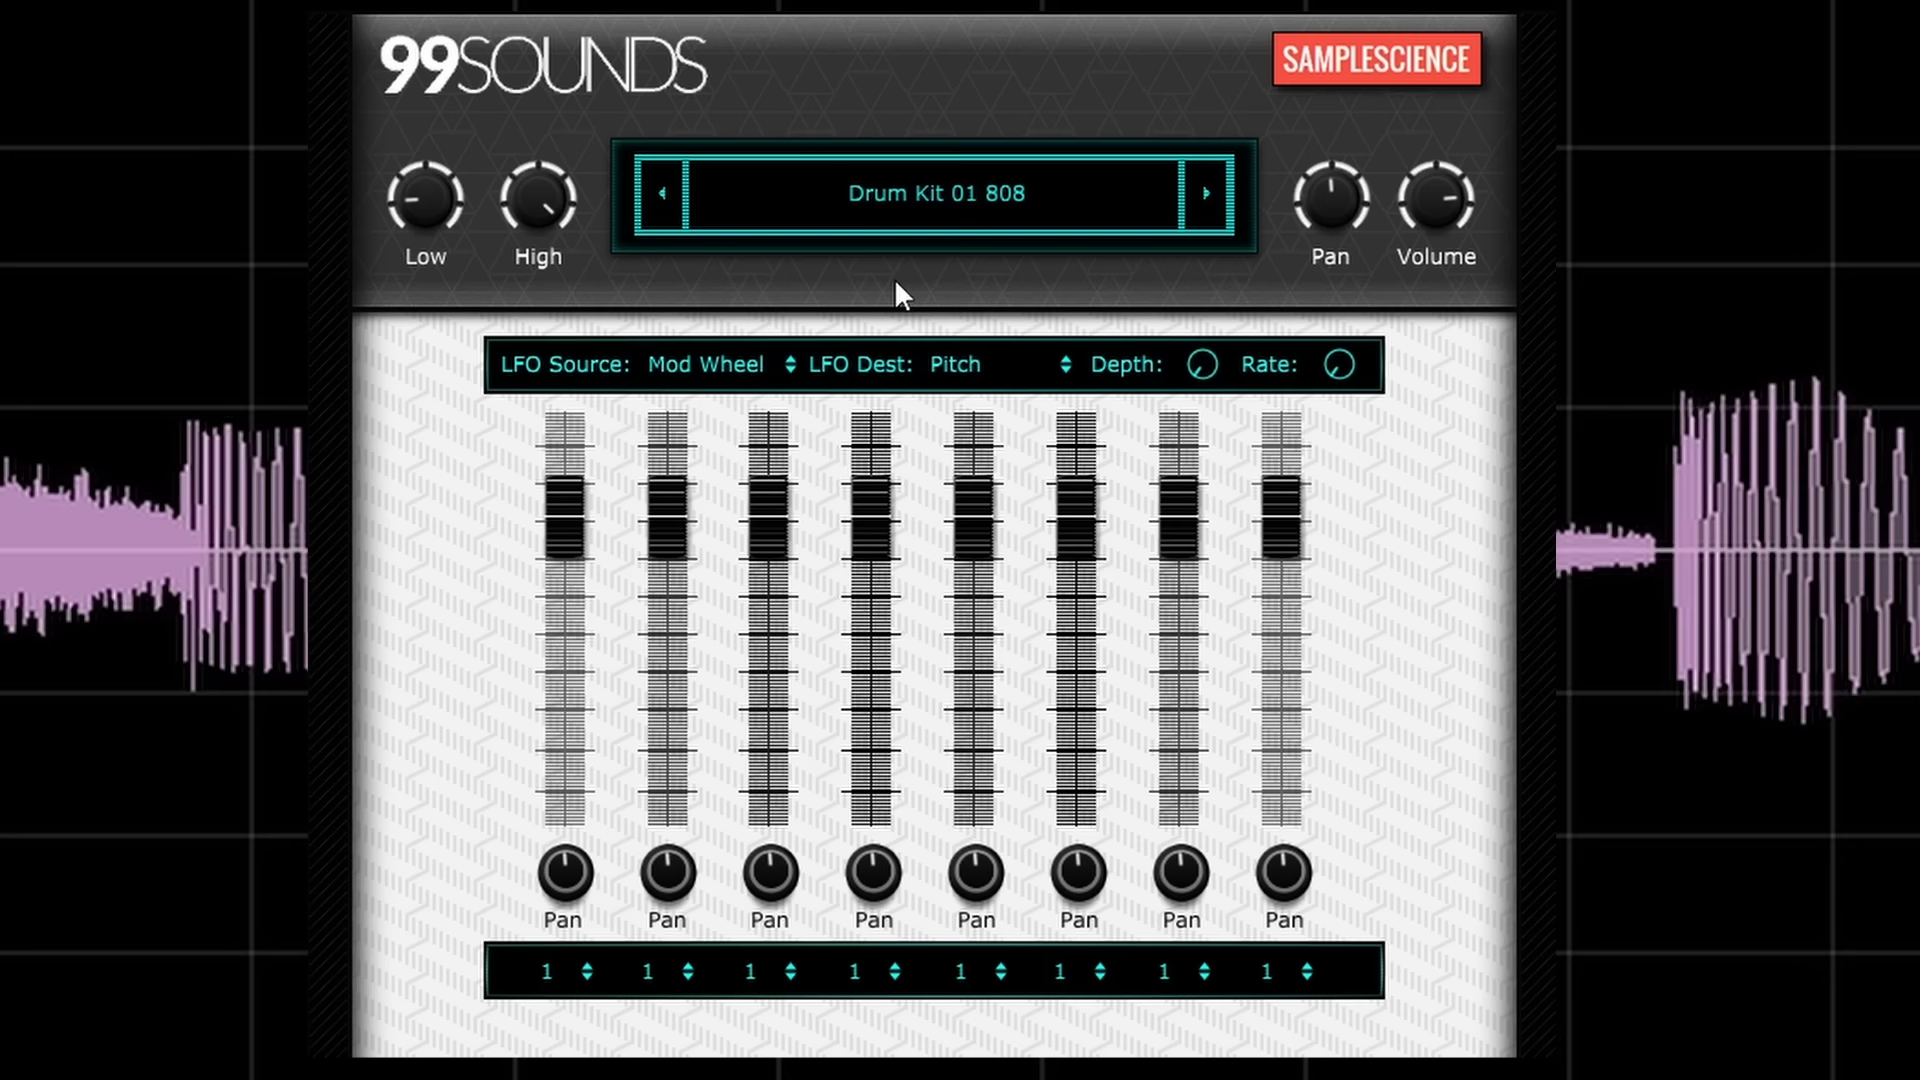 99SOUNDS
SAMPLESCIENCE
Drum Kit 01 808
Low High Pan Volume
LFO Source: Mod Wheel LFO Dest: Pitch Depth: Rate:
Pan Pan Pan Pan Pan Pan Pan Pan
1 1 1 1 1 1 1 1